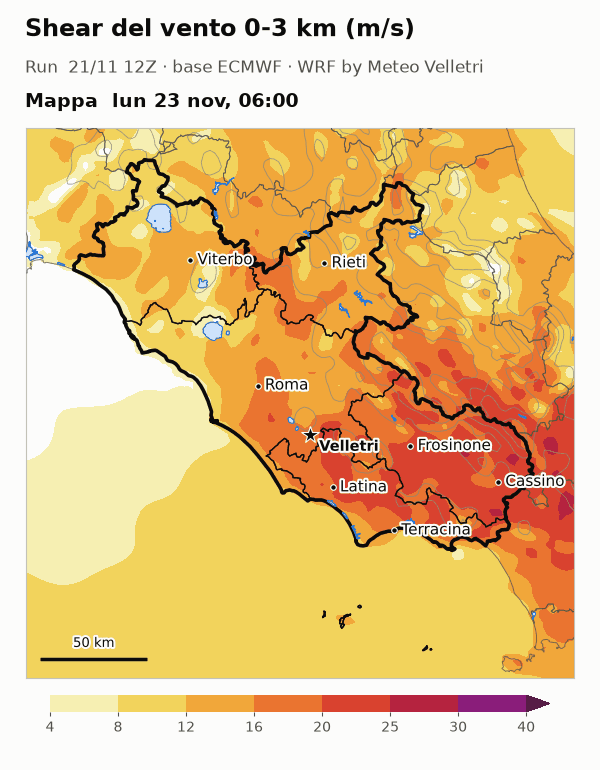 Shear del vento 0-3 km (m/s)
Run  21/11 12Z · base ECMWF · WRF by Meteo Velletri
Mappa  lun 23 nov, 06:00
Viterbo
Rieti
Roma
Velletri
Frosinone
Cassino
Latina
Terracina
50 km
4 8 12 16 20 25 30 40